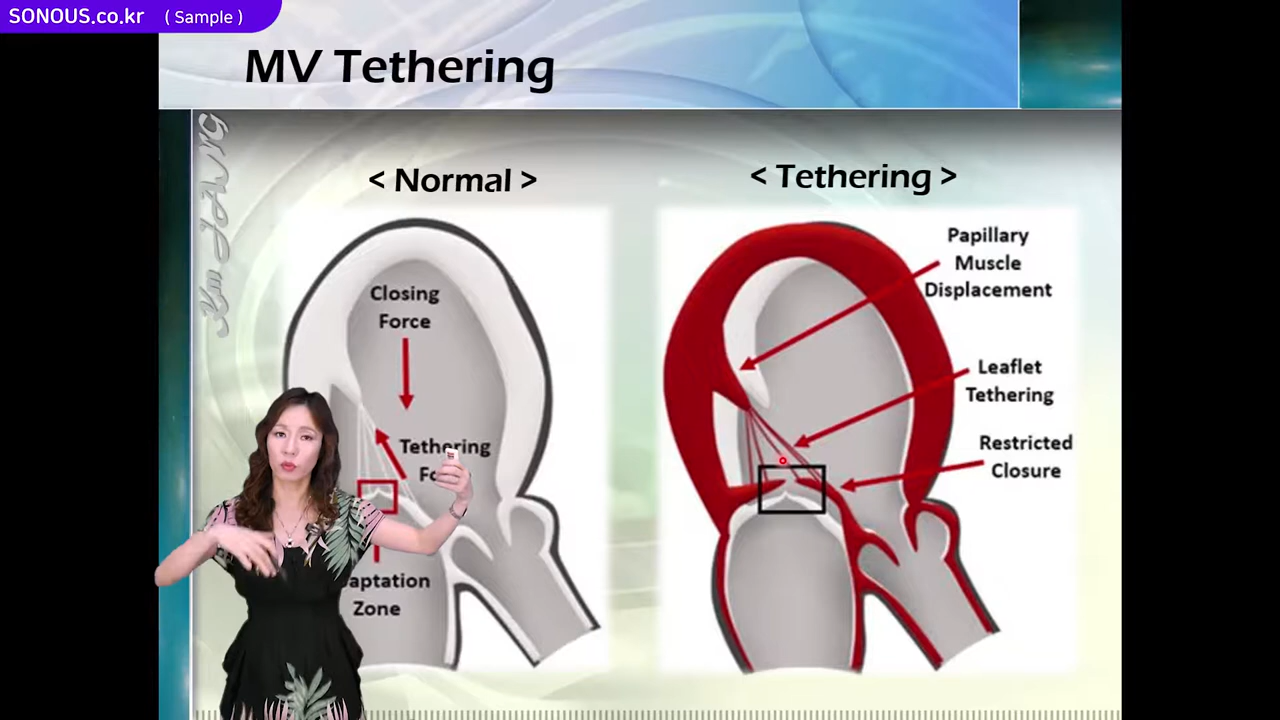 SONOUS.co.kr ( Sample )
MV Tethering
< Normal >
< Tethering >
Closing
Force
Tethering
Zone
Papillary
Muscle
Displacement
Leaflet
Tethering
Restricted
Closure